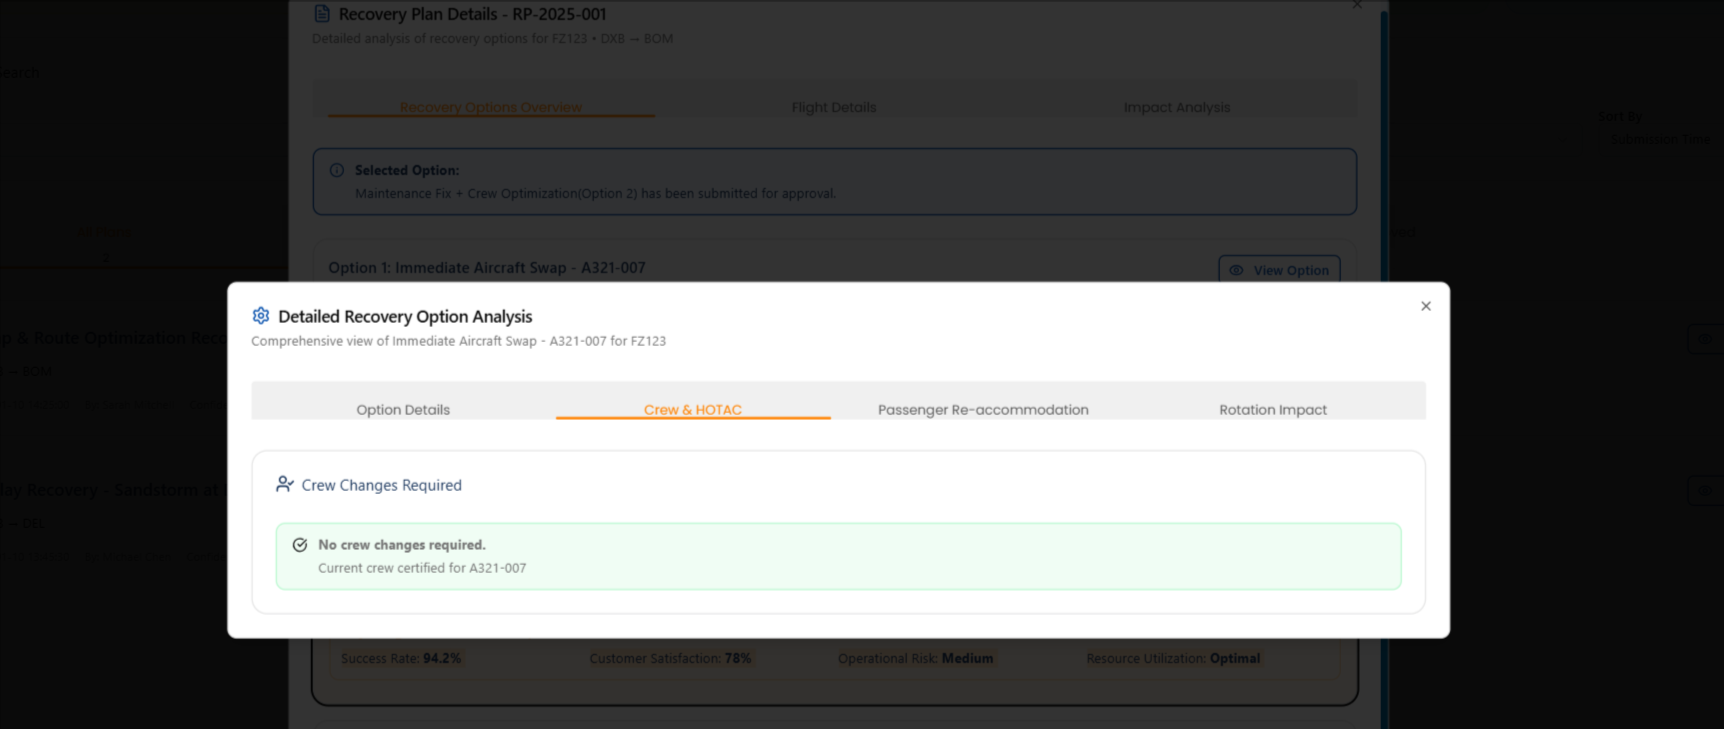 Recovery Plan Details - RP-2025-001
Detailed analysis of recovery options for FZ123 • DXB → BOM
Search
Recovery Options Overview
Flight Details
Impact Analysis
Sort By
Submission Time
Selected Option:
Maintenance Fix + Crew Optimization(Option 2) has been submitted for approval.
Option 1: Immediate Aircraft Swap - A321-007
View Option
Detailed Recovery Option Analysis
Comprehensive view of Immediate Aircraft Swap - A321-007 for FZ123
Option Details
Crew & HOTAC
Passenger Re-accommodation
Rotation Impact
Crew Changes Required
No crew changes required.
Current crew certified for A321-007
p & Route Optimization Reco
→ BOM
lay Recovery - Sandstorm at
→ DEL
Success Rate: 94.2%
Customer Satisfaction: 78%
Operational Risk: Medium
Resource Utilization: Optimal